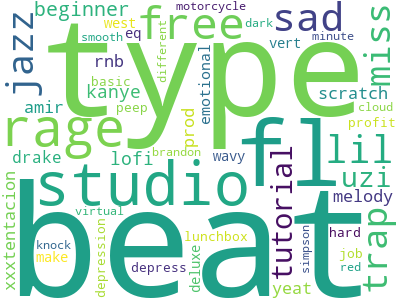 motorcycle
beginner
west
eq
free
sad
dark
minute
jazz
smooth
type
different
emotional
vert
miss
rnb
basic
kanye
peep
scratch
cloud
amir
rage
prod
fl
profit
drake
lofi
brandon
wavy
lil
studio
tutorial
uzi
trap
melody
xxxtentacion
virtual
beat
depression
lunchbox
knock
make
depress
deluxe
simpson
hard
job
red
yeat